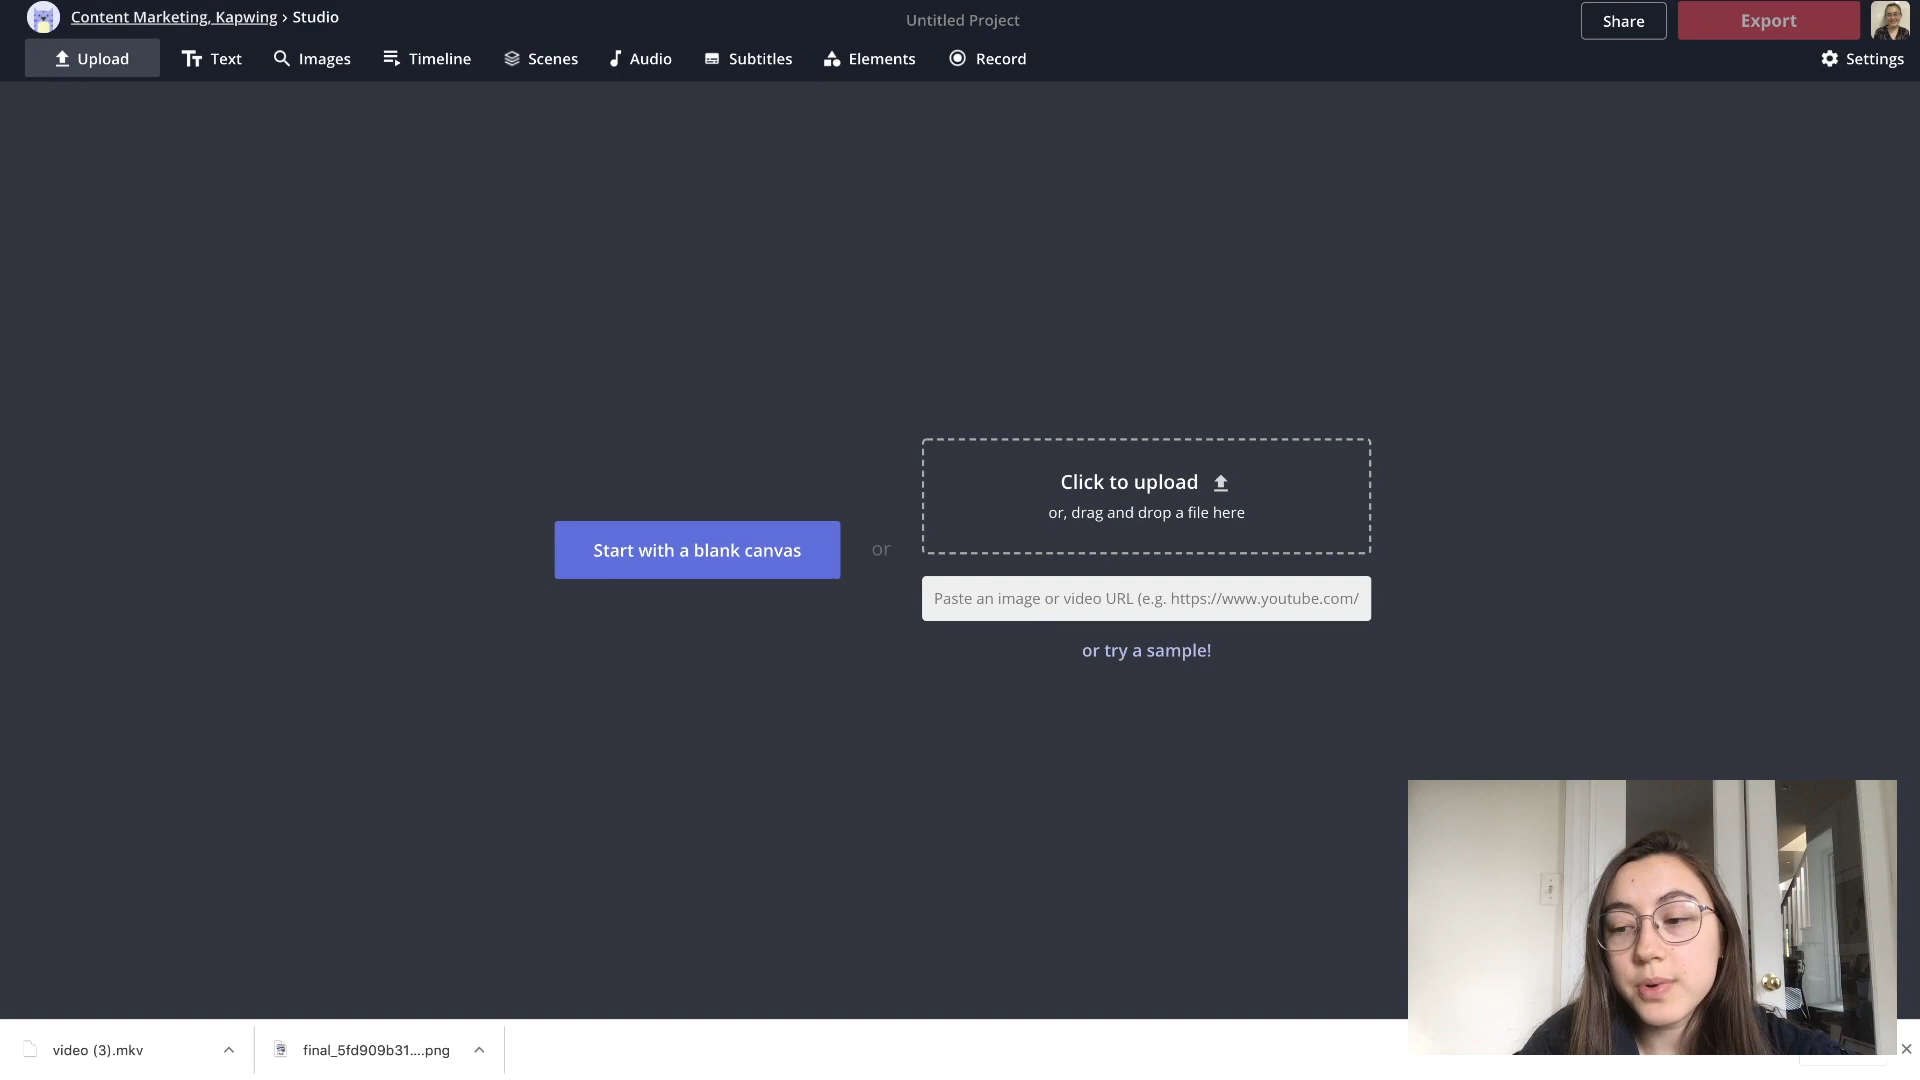 Content Marketing, Kapwing › Studio
Untitled Project
Share
Export
Upload
Text
Images
Timeline
Scenes
Audio
Subtitles
Elements
Record
Settings
Click to upload
or, drag and drop a file here
Start with a blank canvas
or
Paste an image or video URL (e.g. https://www.youtube.com/
or try a sample!
video (3).mkv
final_5fd909b31....png